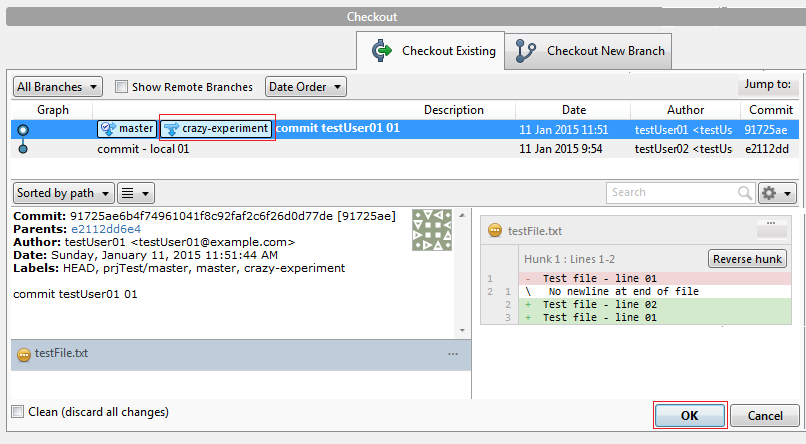 Checkout
Checkout Existing Checkout New Branch
All Branches Show Remote Branches Date Order Jump to:
Graph Description Date Author Commit
master crazy-experiment commit testUser01 01 11 Jan 2015 11:51 testUser01 <testUs 91725ae
commit - local 01 11 Jan 2015 9:54 testUser02 <testUs e2112dd
Sorted by path Search
Commit: 91725ae6b4f74961041f8c92faf2c6f26d0d77de [91725ae]
Parents: e2112dd6e4
Author: testUser01 <testUser01@example.com>
Date: Sunday, January 11, 2015 11:51:44 AM
Labels: HEAD, prjTest/master, master, crazy-experiment
commit testUser01 01
testFile.txt ...
testFile.txt ...
Hunk 1 : Lines 1-2 Reverse hunk
1 - Test file - line 01
2 1 \ No newline at end of file
2 + Test file - line 02
3 + Test file - line 01
Clean (discard all changes) OK Cancel